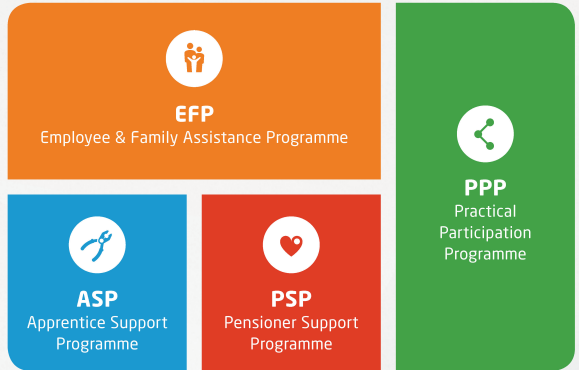 EFP
Employee & Family Assistance Programme
PPP
Practical
Participation
Programme
ASP
Apprentice Support
Programme
PSP
Pensioner Support
Programme